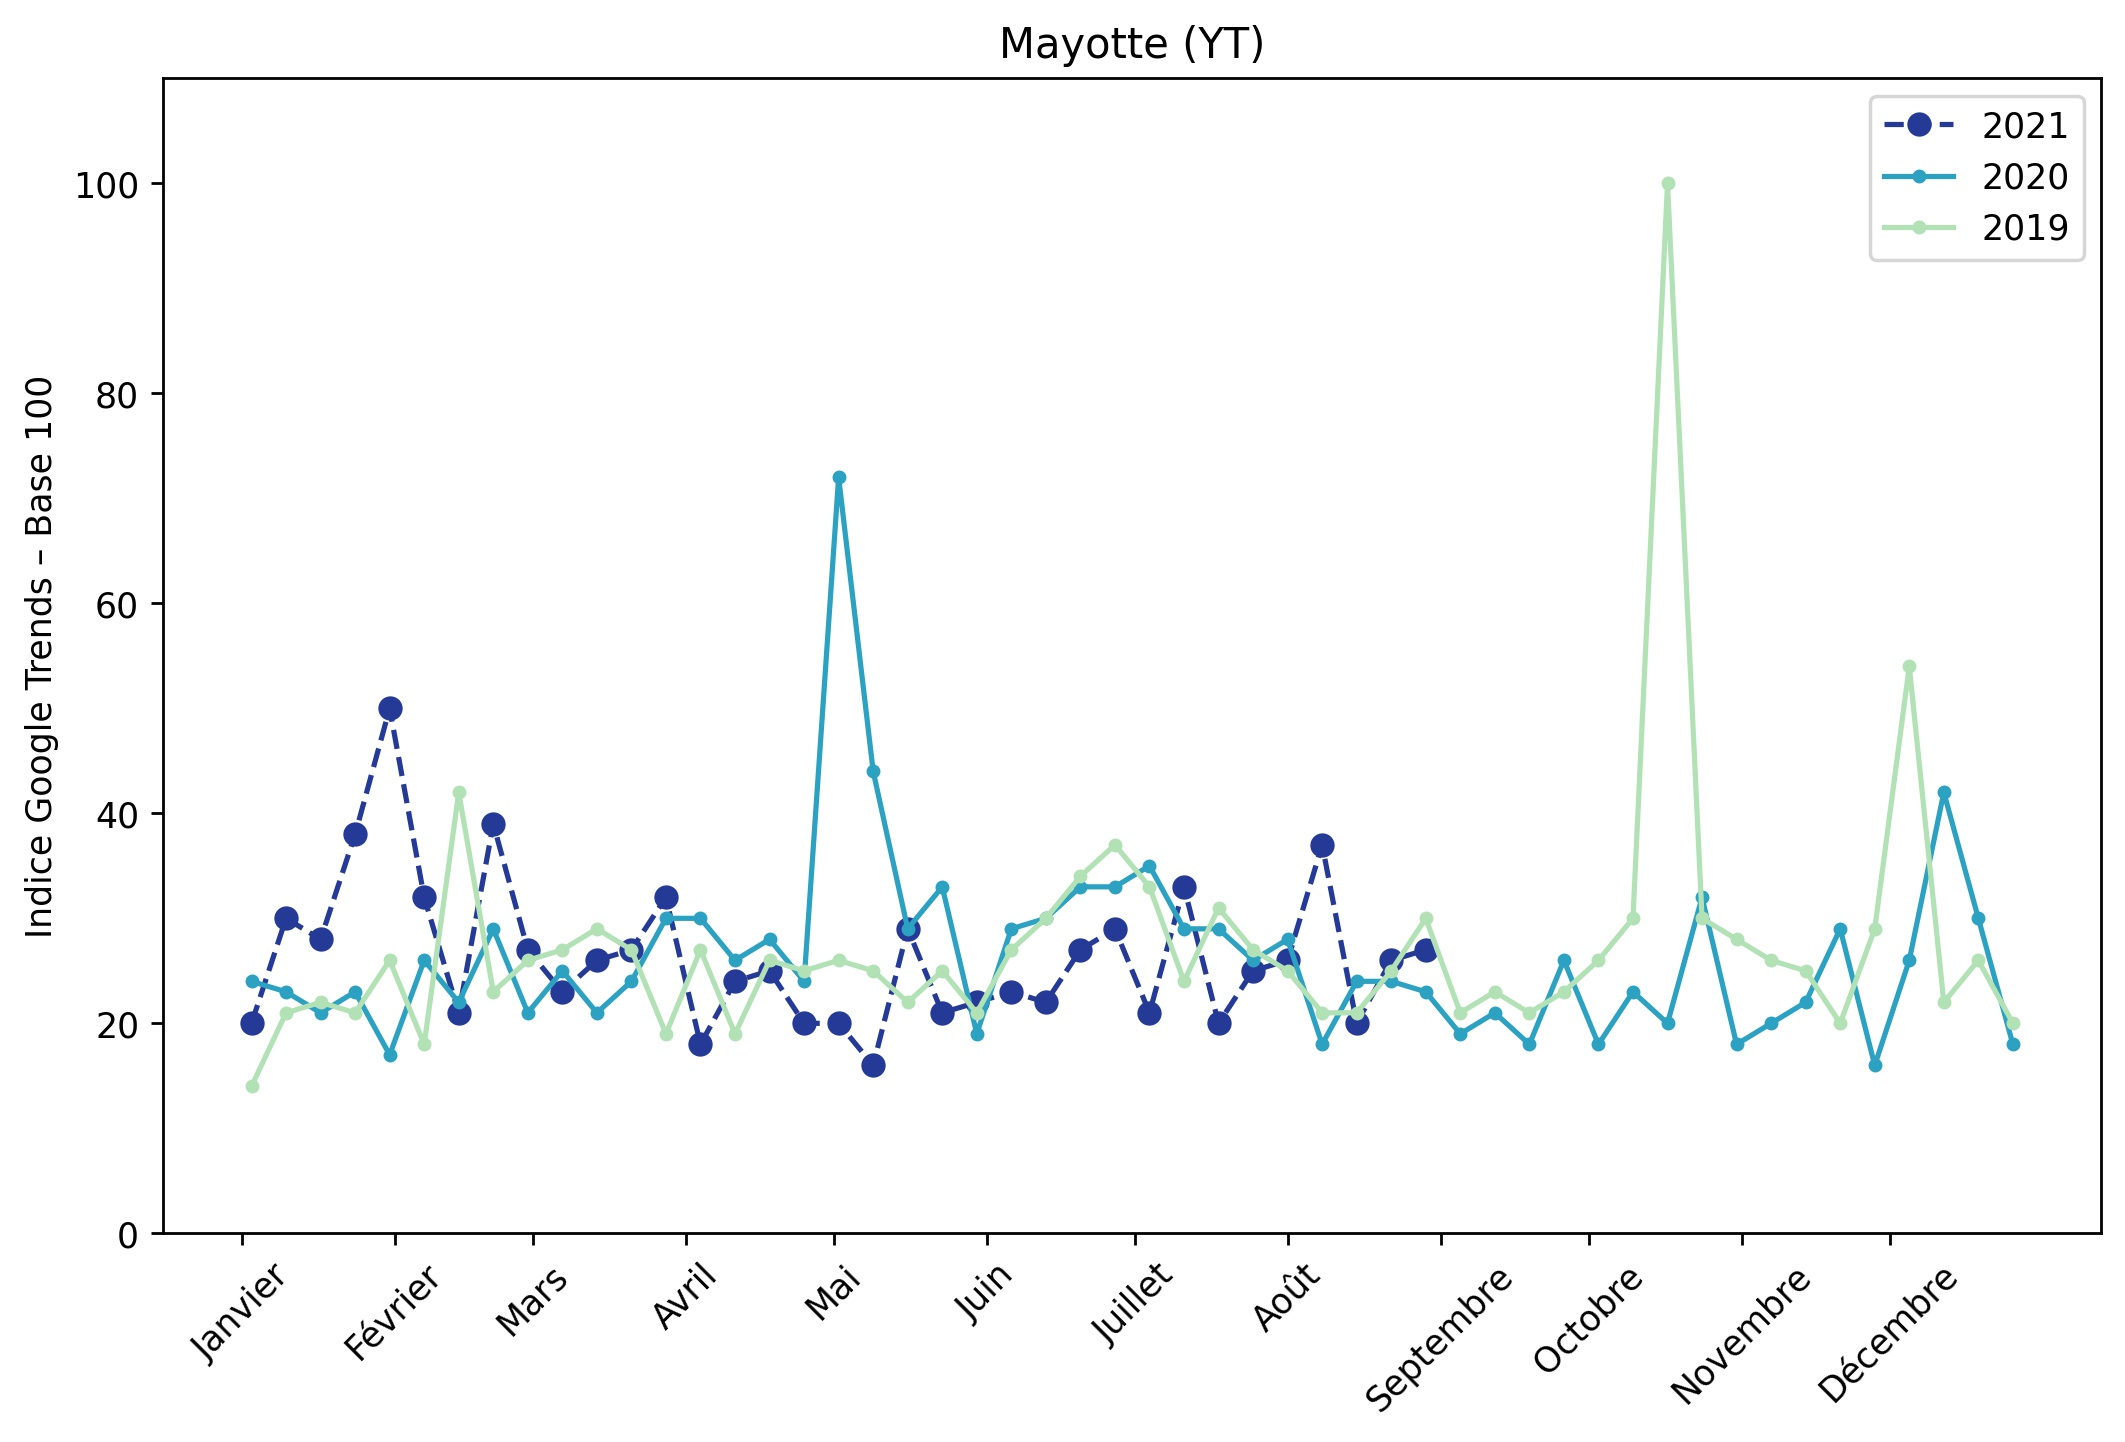 Mayotte (YT)
2021
2020
2019
Indice Google Trends – Base 100
100
80
60
40
20
0
Janvier
Février
Mars
Avril
Mai
Juin
Juillet
Août
Septembre
Octobre
Novembre
Décembre